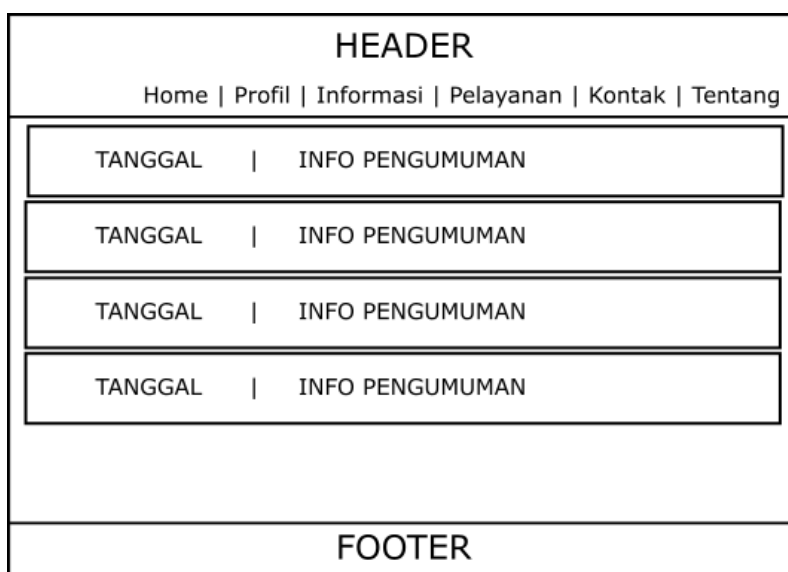 HEADER
Home | Profil | Informasi | Pelayanan | Kontak | Tentang
TANGGAL | INFO PENGUMUMAN
TANGGAL | INFO PENGUMUMAN
TANGGAL | INFO PENGUMUMAN
TANGGAL | INFO PENGUMUMAN
FOOTER